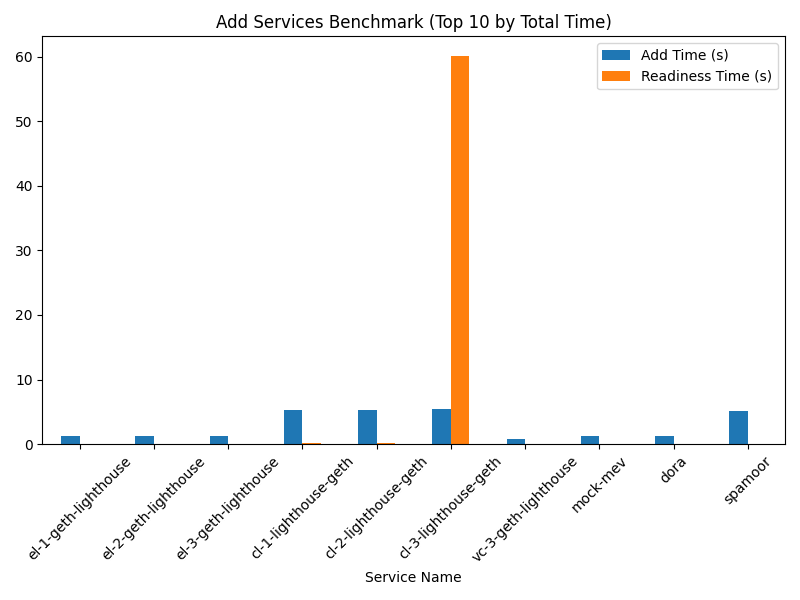 Add Services Benchmark (Top 10 by Total Time)
Add Time (s)
Readiness Time (s)
60
50
40
30
20
10
0
el-1-geth-lighthouse
el-2-geth-lighthouse
el-3-geth-lighthouse
cl-1-lighthouse-geth
cl-2-lighthouse-geth
cl-3-lighthouse-geth
vc-3-geth-lighthouse
mock-mev
dora
spamoor
Service Name